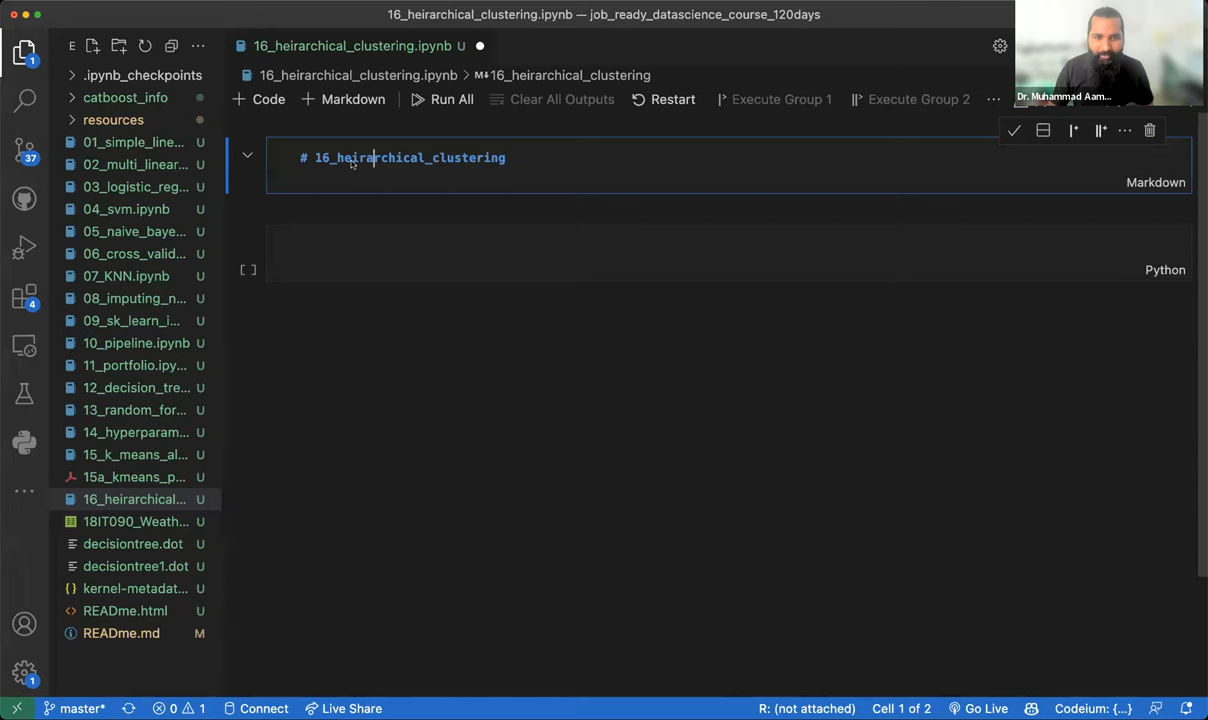 16_heirarchical_clustering.ipynb — job_ready_datascience_course_120days
E
16_heirarchical_clustering.ipynb U
16_heirarchical_clustering.ipynb > M↓16_heirarchical_clustering
+ Code + Markdown Run All Clear All Outputs Restart Execute Group 1 Execute Group 2 ...
Dr. Muhammad Aam...
# 16_heirarchical_clustering
Markdown
[ ]
Python
> .ipynb_checkpoints
> catboost_info
> resources
01_simple_line... U
02_multi_linear... U
03_logistic_reg... U
04_svm.ipynb U
05_naive_baye... U
06_cross_valid... U
07_KNN.ipynb U
08_imputing_n... U
09_sk_learn_i... U
10_pipeline.ipynb U
11_portfolio.ipy... U
12_decision_tre... U
13_random_for... U
14_hyperparam... U
15_k_means_al... U
15a_kmeans_p... U
16_heirarchical... U
18IT090_Weath... U
decisiontree.dot U
decisiontree1.dot U
{} kernel-metadat... U
<> READme.html U
READme.md M
1
37
4
1
master* 0 1 Connect Live Share R: (not attached) Cell 1 of 2 Go Live Codeium: {...}